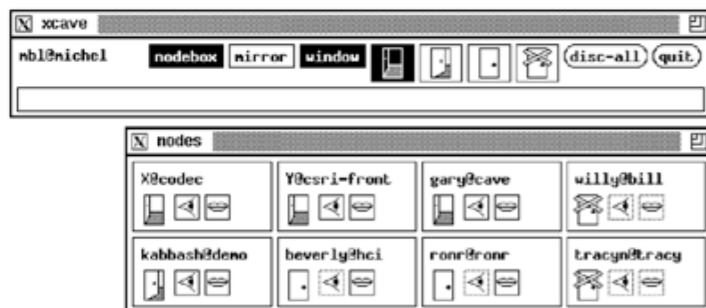 X xcave
mbl@michel nodebox mirror window disc-all quit
X nodes
X@codec Y@csri-front gary@cave willy@bill
kabbash@demo beverly@hci ronr@ronr tracyn@tracy